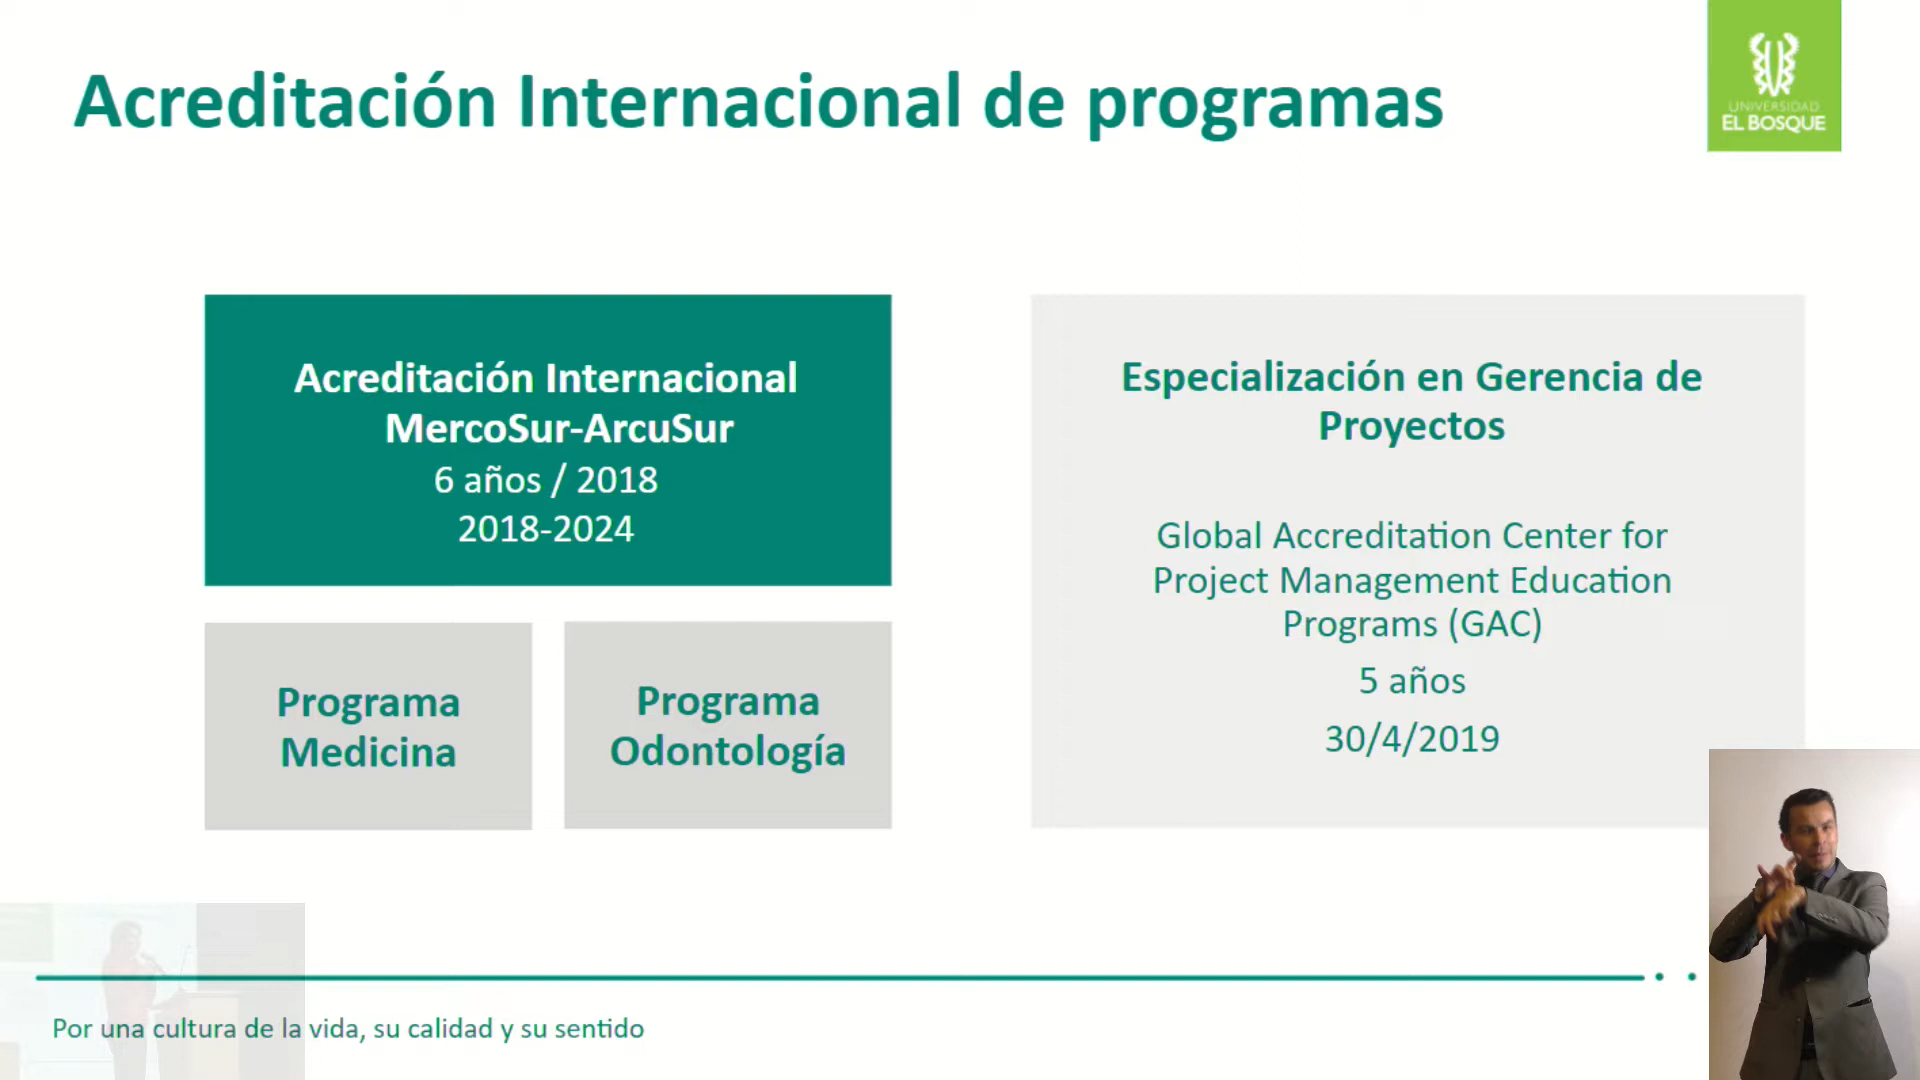 Acreditación Internacional de programas
UNIVERSIDAD
EL BOSQUE
Acreditación Internacional
MercoSur-ArcuSur
6 años / 2018
2018-2024
Programa
Medicina
Programa
Odontología
Especialización en Gerencia de
Proyectos
Global Accreditation Center for
Project Management Education
Programs (GAC)
5 años
30/4/2019
Por una cultura de la vida, su calidad y su sentido